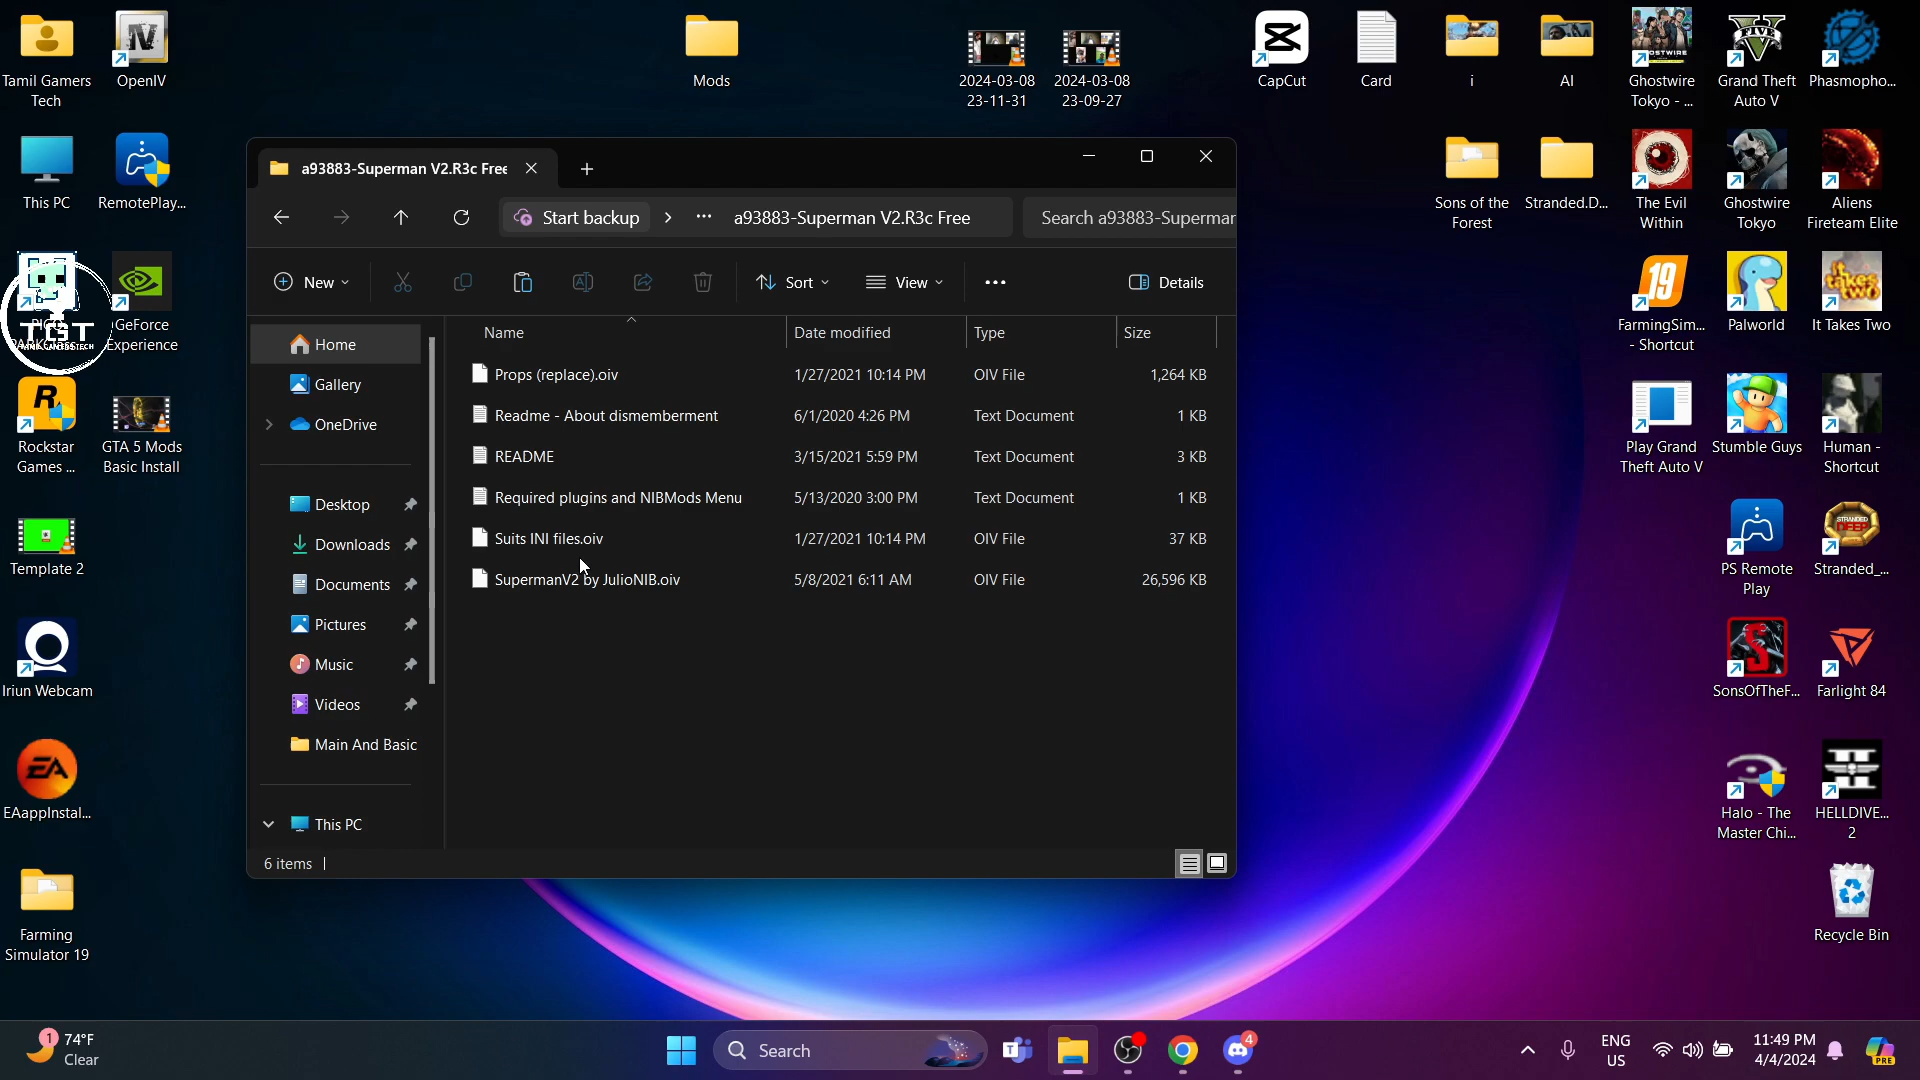 Tamil Gamers
Tech
OpenIV
Mods
2024-03-08
23-11-31
2024-03-08
23-09-27
CapCut
Card
i
AI
Ghostwire
Tokyo - ...
Grand Theft
Auto V
Phasmopho...
This PC
RemotePlay...
Sons of the
Forest
Stranded.D...
The Evil
Within
Ghostwire
Tokyo
Aliens
Fireteam Elite
TGT
TAMIL GAMERS TECH
GeForce
Experience
FarmingSim...
- Shortcut
Palworld
It Takes Two
Rockstar
Games ...
GTA 5 Mods
Basic Install
Play Grand
Theft Auto V
Stumble Guys
Human -
Shortcut
Template 2
PS Remote
Play
Stranded_...
Iriun Webcam
SonsOfTheF...
Farlight 84
EAappInstal...
Halo - The
Master Chi...
HELLDIVE...
2
Farming
Simulator 19
Recycle Bin
a93883-Superman V2.R3c Free
Start backup
a93883-Superman V2.R3c Free
Search a93883-Superman
New
Sort
View
Details
Name
Date modified
Type
Size
Home
Gallery
OneDrive
Desktop
Downloads
Documents
Pictures
Music
Videos
Main And Basic
This PC
Props (replace).oiv 1/27/2021 10:14 PM OIV File 1,264 KB
Readme - About dismemberment 6/1/2020 4:26 PM Text Document 1 KB
README 3/15/2021 5:59 PM Text Document 3 KB
Required plugins and NIBMods Menu 5/13/2020 3:00 PM Text Document 1 KB
Suits INI files.oiv 1/27/2021 10:14 PM OIV File 37 KB
SupermanV2 by JulioNIB.oiv 5/8/2021 6:11 AM OIV File 26,596 KB
6 items
1
74°F
Clear
Search
4
ENG
US
11:49 PM
4/4/2024
PRE